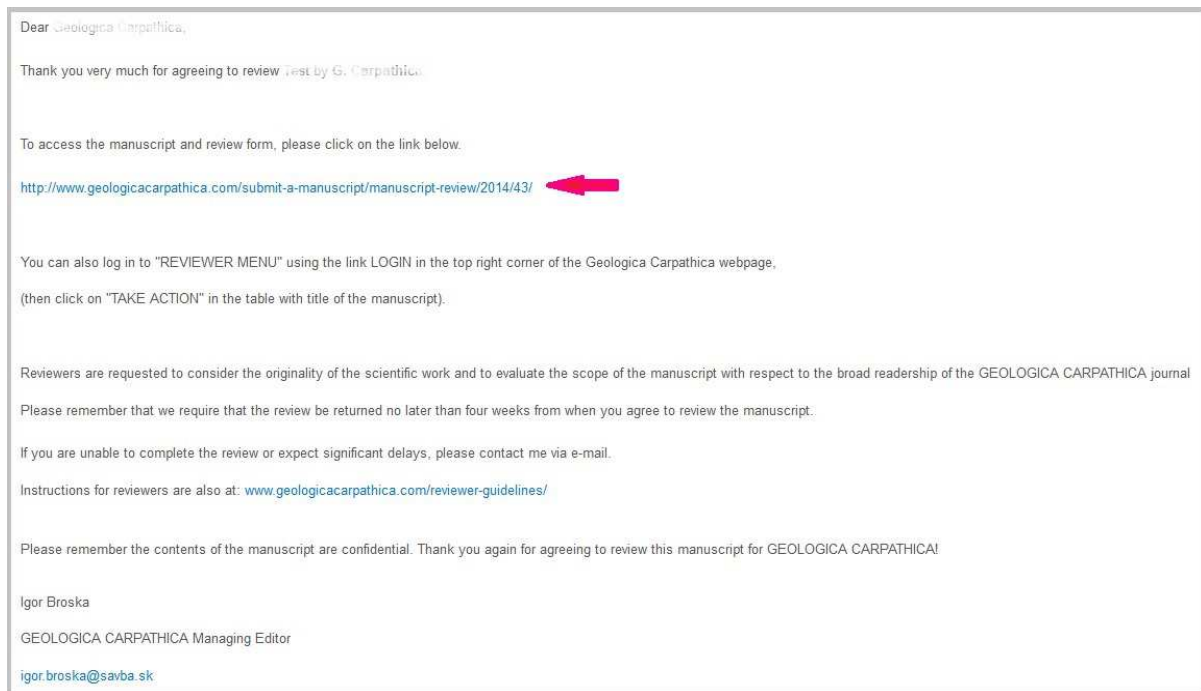 Dear Geologica Carpathica,
Thank you very much for agreeing to review Test by G. Carpathica
To access the manuscript and review form, please click on the link below.
http://www.geologicacarpathica.com/submit-a-manuscript/manuscript-review/2014/43/
You can also log in to "REVIEWER MENU" using the link LOGIN in the top right corner of the Geologica Carpathica webpage,
(then click on "TAKE ACTION" in the table with title of the manuscript).
Reviewers are requested to consider the originality of the scientific work and to evaluate the scope of the manuscript with respect to the broad readership of the GEOLOGICA CARPATHICA journal
Please remember that we require that the review be returned no later than four weeks from when you agree to review the manuscript.
If you are unable to complete the review or expect significant delays, please contact me via e-mail.
Instructions for reviewers are also at: www.geologicacarpathica.com/reviewer-guidelines/
Please remember the contents of the manuscript are confidential. Thank you again for agreeing to review this manuscript for GEOLOGICA CARPATHICA!
Igor Broska
GEOLOGICA CARPATHICA Managing Editor
igor.broska@savba.sk